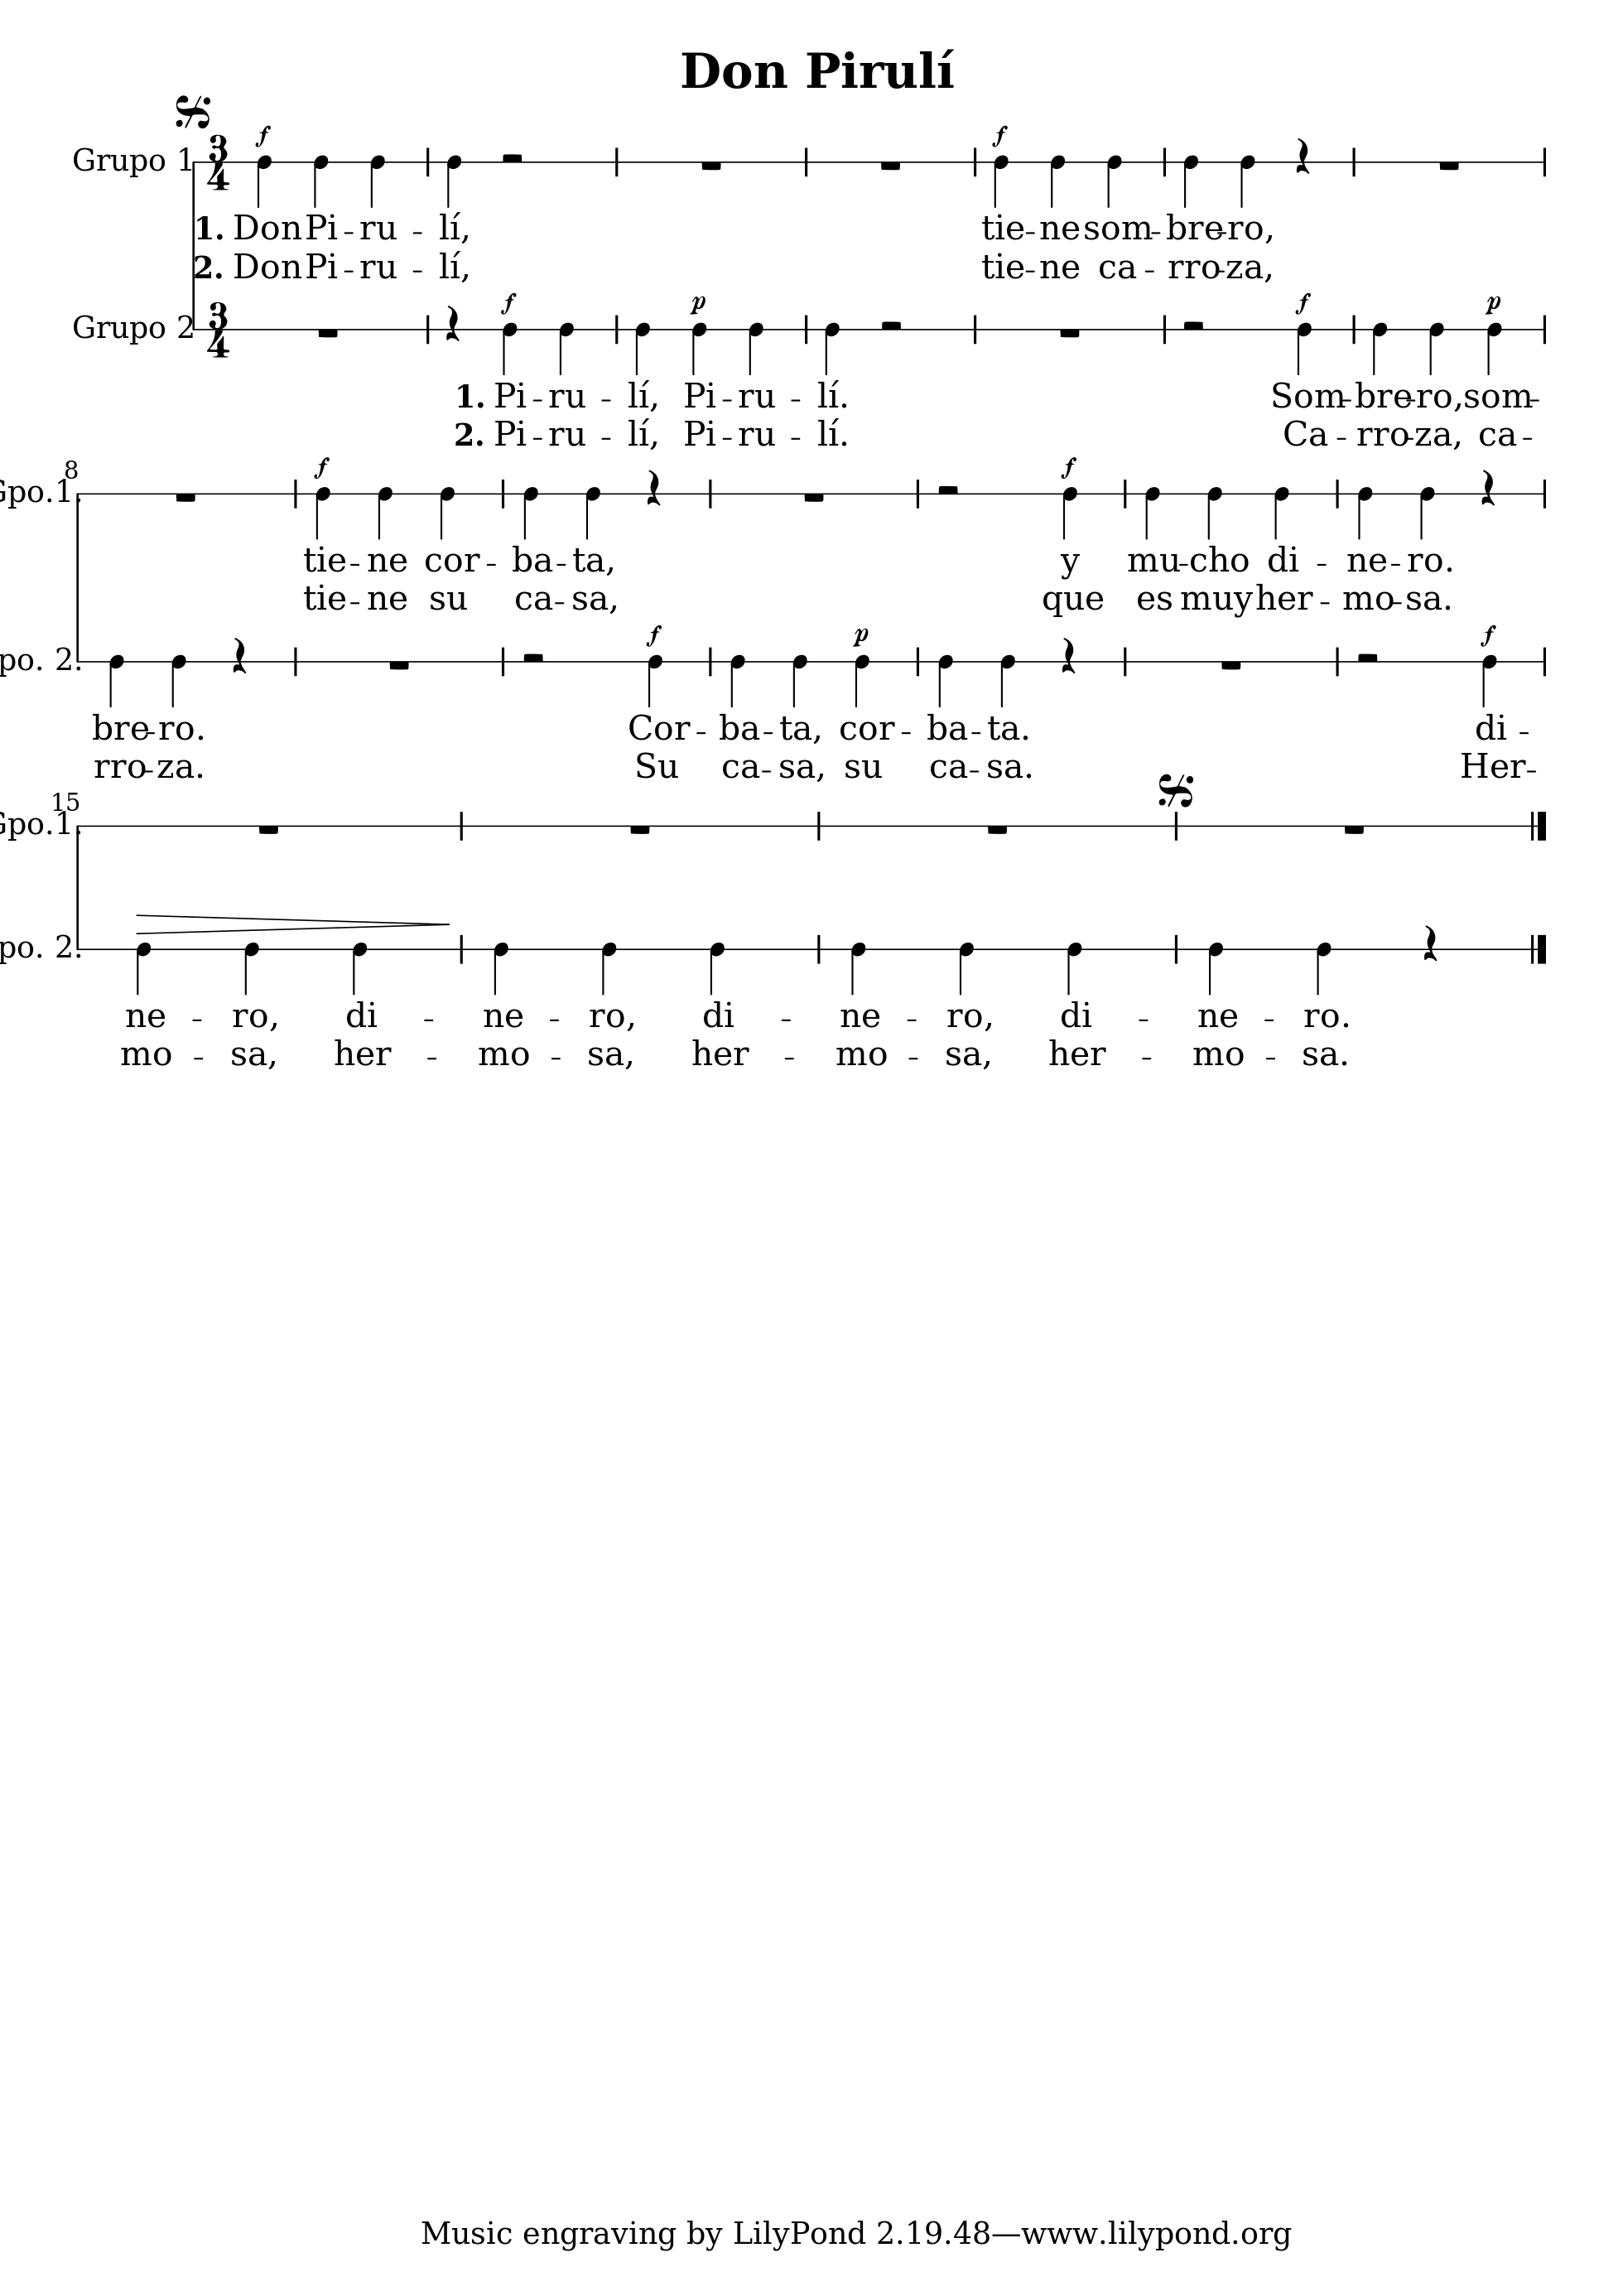 Don Pirulí
f f
Grupo 1 3/4
1. Don Pi - ru - lí, tie - ne som - bre - ro,
2. Don Pi - ru - lí, tie - ne ca - rro - za,
f p f p
Grupo 2 3/4
1. Pi - ru - lí, Pi - ru - lí. Som - bre - ro, som -
2. Pi - ru - lí, Pi - ru - lí. Ca - rro - za, ca -
8 f f
Gpo.1.
tie - ne cor - ba - ta, y mu - cho di - ne - ro.
tie - ne su ca - sa, que es muy her - mo - sa.
f p f
po. 2.
bre - ro. Cor - ba - ta, cor - ba - ta. di -
rro - za. Su ca - sa, su ca - sa. Her -
15
Gpo.1.
po. 2.
ne - ro, di - ne - ro, di - ne - ro, di - ne - ro.
mo - sa, her - mo - sa, her - mo - sa, her - mo - sa.
Music engraving by LilyPond 2.19.48—www.lilypond.org